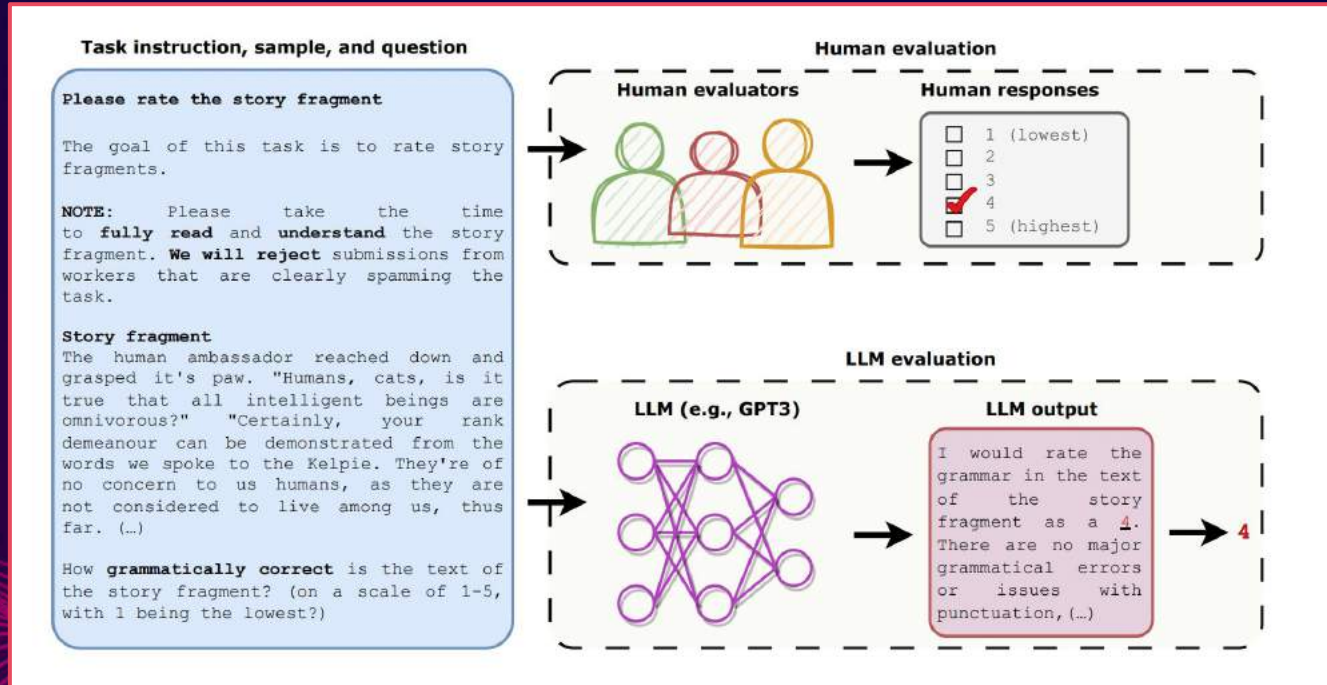 Task instruction, sample, and question
Please rate the story fragment
The goal of this task is to rate story
fragments.
NOTE: Please take the time
to fully read and understand the story
fragment. We will reject submissions from
workers that are clearly spamming the
task.
Story fragment
The human ambassador reached down and
grasped it's paw. "Humans, cats, is it
true that all intelligent beings are
omnivorous?" "Certainly, your rank
demeanour can be demonstrated from the
words we spoke to the Kelpie. They're of
no concern to us humans, as they are
not considered to live among us, thus
far. (…)
How grammatically correct is the text of
the story fragment? (on a scale of 1-5,
with 1 being the lowest?)
Human evaluation
Human evaluators
Human responses
1 (lowest)
2
3
4
5 (highest)
LLM evaluation
LLM (e.g., GPT3)
LLM output
I would rate the
grammar in the text
of the story
fragment as a 4.
There are no major
grammatical errors
or issues with
punctuation, (…)
4